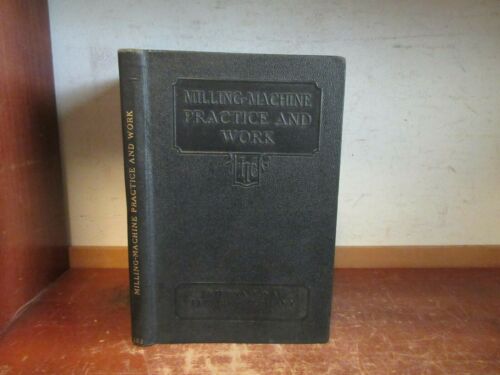 MILLING-MACHINE
PRACTICE AND
WORK
MILLING-MACHINE PRACTICE AND WORK